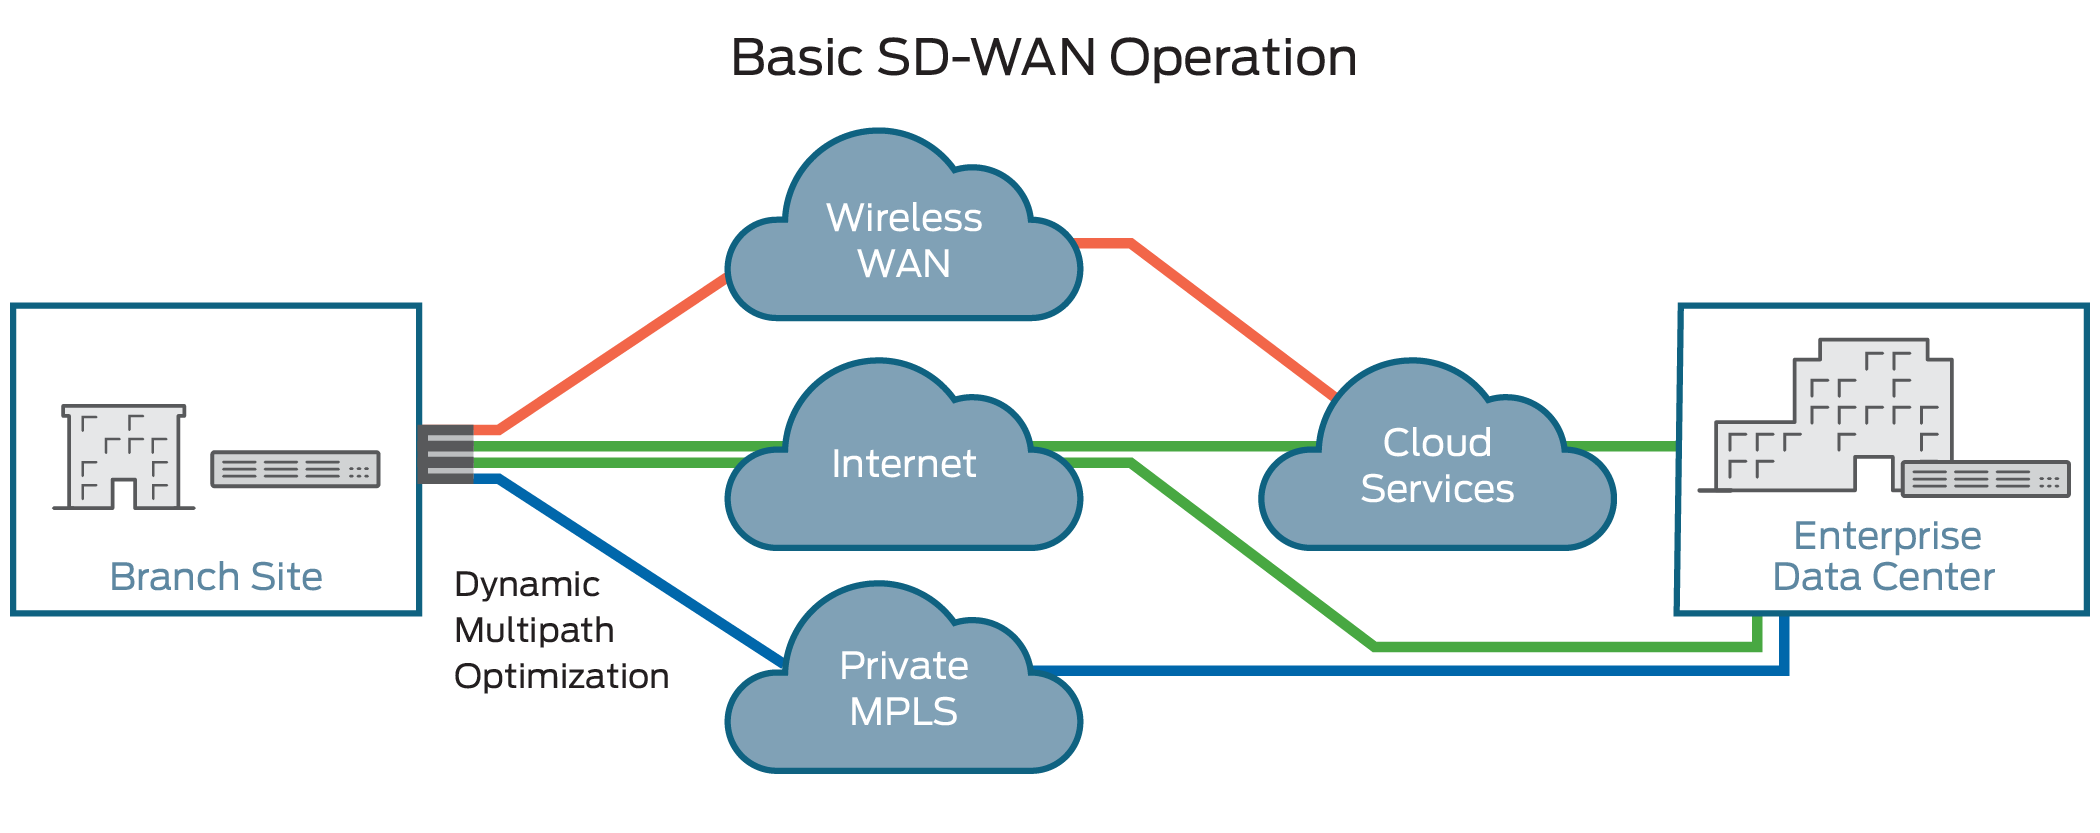 Basic SD-WAN Operation
Wireless
WAN
Internet
Cloud
Services
Branch Site
Enterprise
Data Center
Dynamic
Multipath
Optimization
Private
MPLS